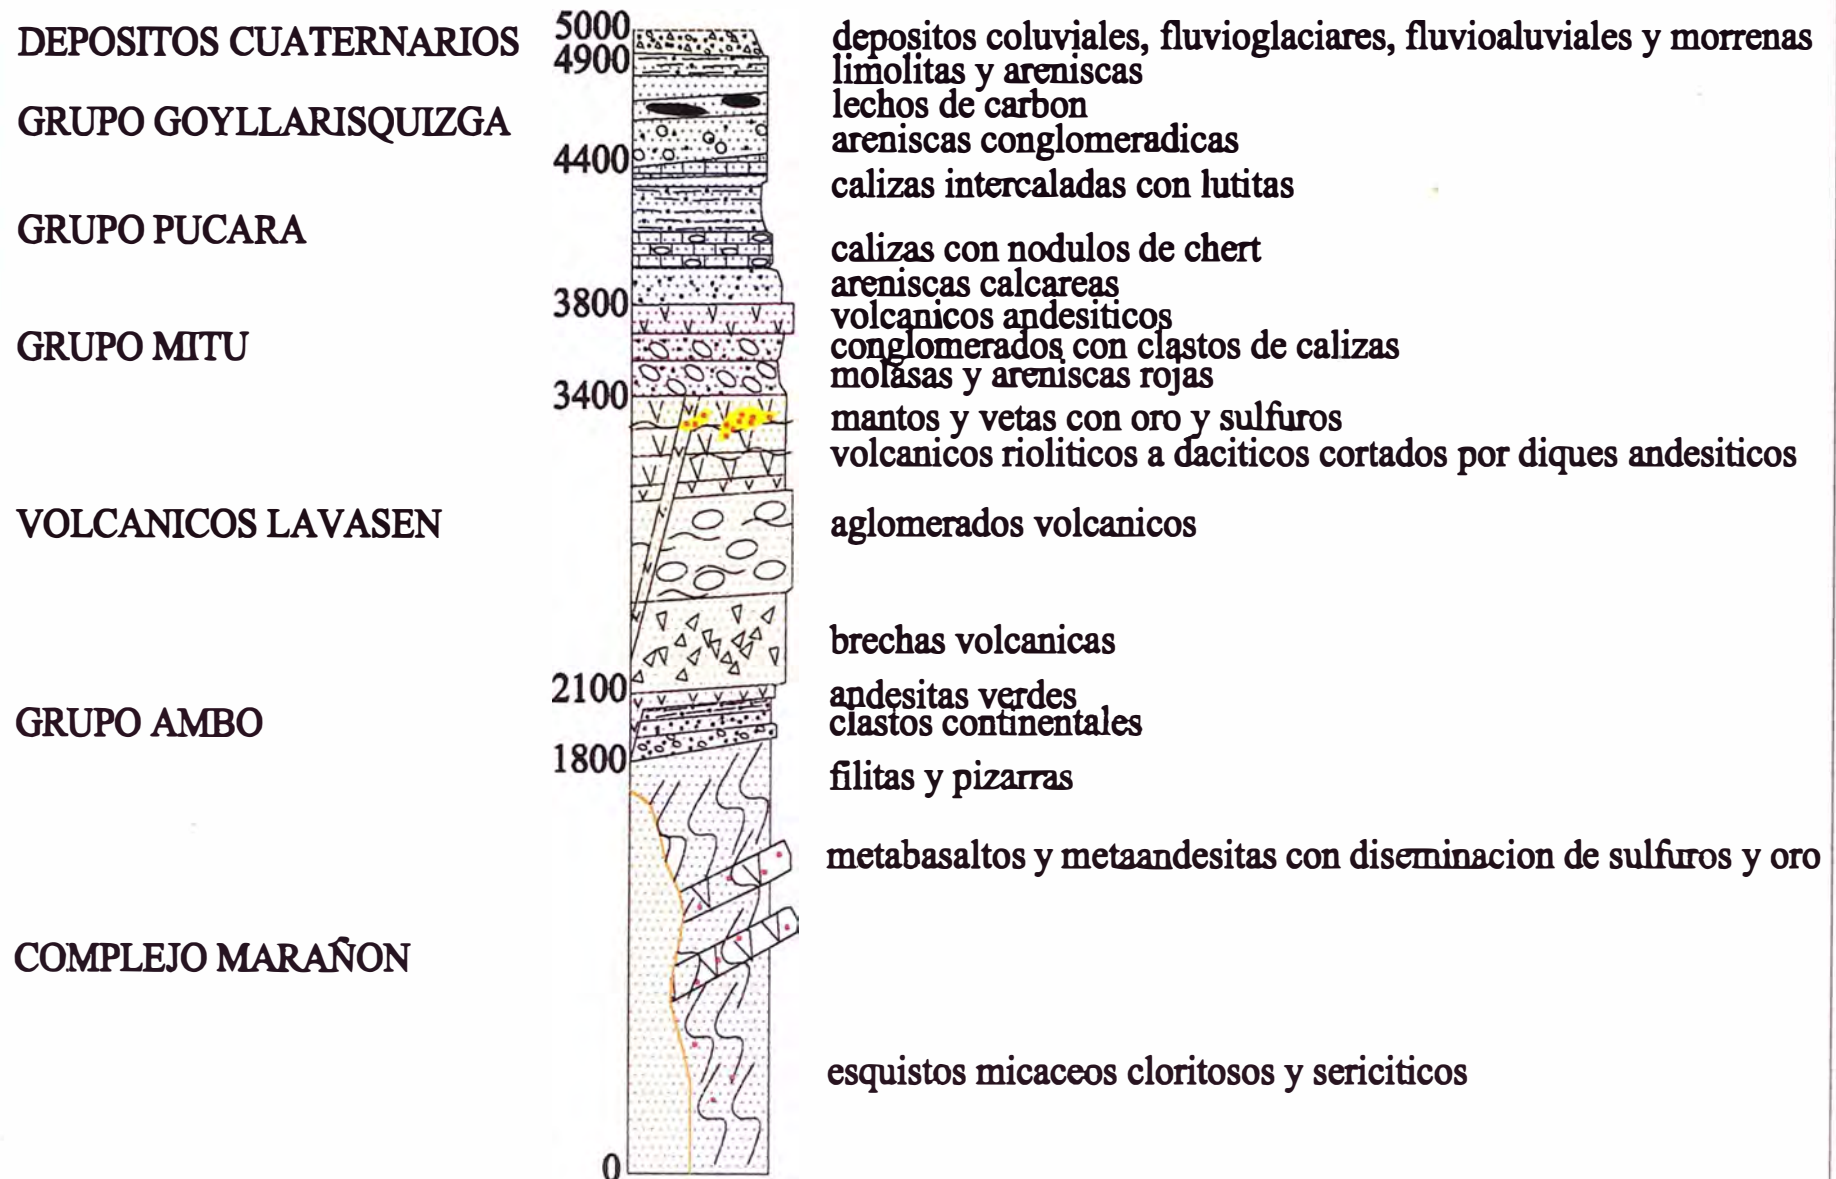 DEPOSITOS CUATERNARIOS
5000
depositos coluviales, fluvioglaciares, fluvioaluviales y morrenas
4900
limolitas y areniscas
lechos de carbon
GRUPO GOYLLARISQUIZGA
areniscas conglomeradicas
4400
calizas intercaladas con lutitas
GRUPO PUCARA
calizas con nodulos de chert
areniscas calcareas
3800
volcanicos andesiticos
GRUPO MITU
conglomerados con clastos de calizas
molasas y areniscas rojas
3400
mantos y vetas con oro y sulfuros
volcanicos rioliticos a daciticos cortados por diques andesiticos
VOLCANICOS LAVASEN
aglomerados volcanicos
brechas volcanicas
2100
andesitas verdes
GRUPO AMBO
clastos continentales
1800
filitas y pizarras
metabasaltos y metaandesitas con diseminacion de sulfuros y oro
COMPLEJO MARAÑON
esquistos micaceos cloritosos y sericiticos
0